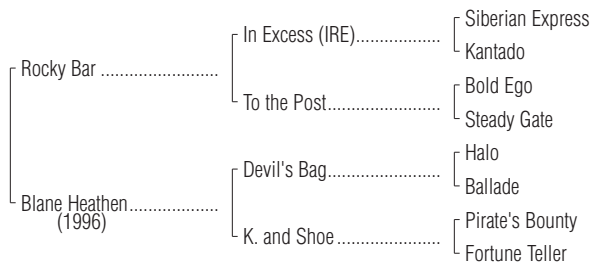 Siberian Express
In Excess (IRE)...................
Kantado
Rocky Bar ...........................
Bold Ego
To the Post.........................
Steady Gate
Halo
Devil's Bag.........................
Ballade
Blane Heathen....................
(1996)
Pirate's Bounty
K. and Shoe.......................
Fortune Teller